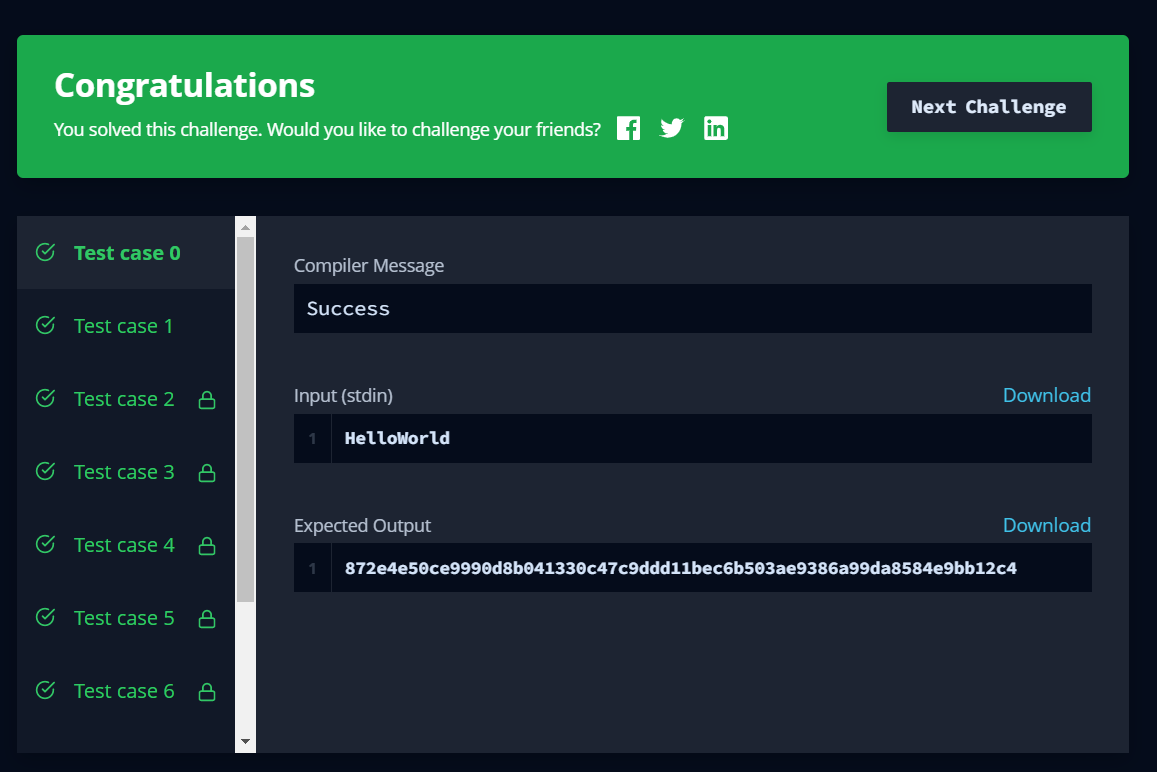 Congratulations
You solved this challenge. Would you like to challenge your friends?
Next Challenge
Test case 0
Test case 1
Test case 2
Test case 3
Test case 4
Test case 5
Test case 6
Compiler Message
Success
Input (stdin)
Download
1 HelloWorld
Expected Output
Download
1 872e4e50ce9990d8b041330c47c9ddd11bec6b503ae9386a99da8584e9bb12c4